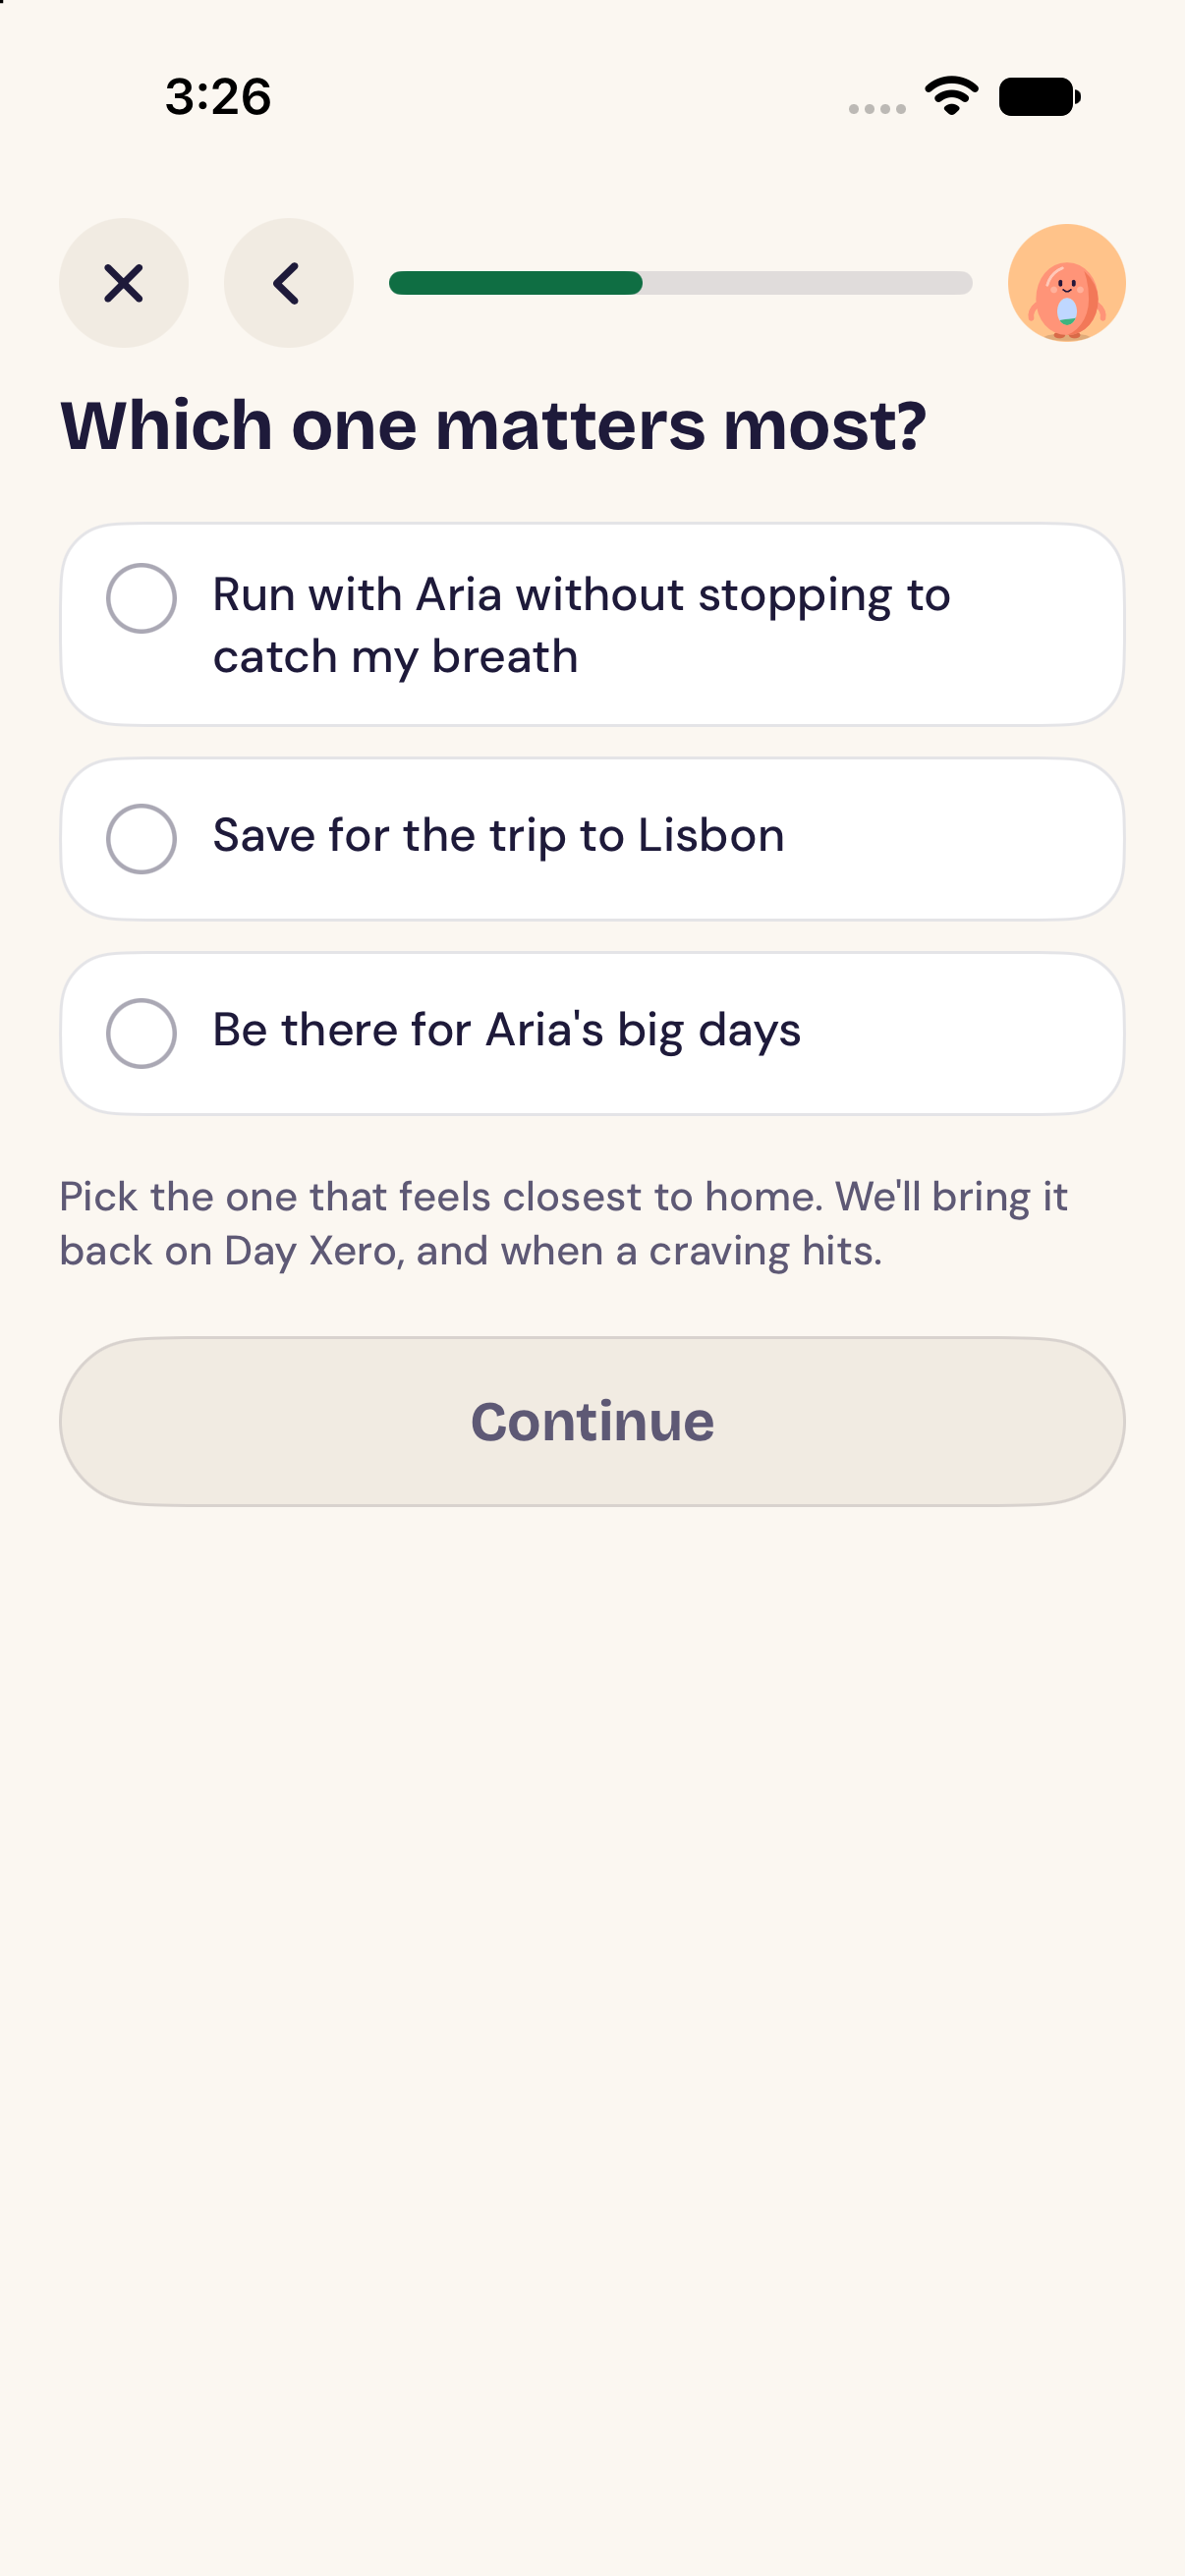 3:26
Which one matters most?
Run with Aria without stopping to
catch my breath
Save for the trip to Lisbon
Be there for Aria's big days
Pick the one that feels closest to home. We'll bring it
back on Day Xero, and when a craving hits.
Continue